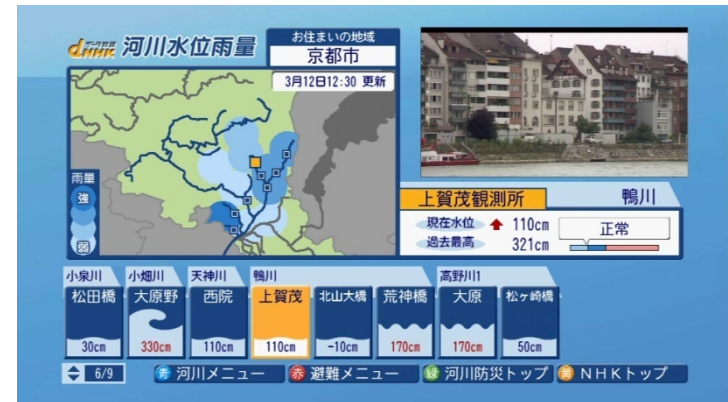 データ放送
dNHK 河川水位雨量
お住まいの地域
京都市
3月12日12:30 更新
雨量
強
弱
上賀茂観測所 鴨川
現在水位 110cm 正常
過去最高 321cm
小泉川 小畑川 天神川 鴨川 高野川1
松田橋 大原野 西院 上賀茂 北山大橋 荒神橋 大原 松ヶ崎橋
30cm 330cm 110cm 110cm -10cm 170cm 170cm 50cm
6/9 青 河川メニュー 赤 避難メニュー 緑 河川防災トップ 黄 NHKトップ